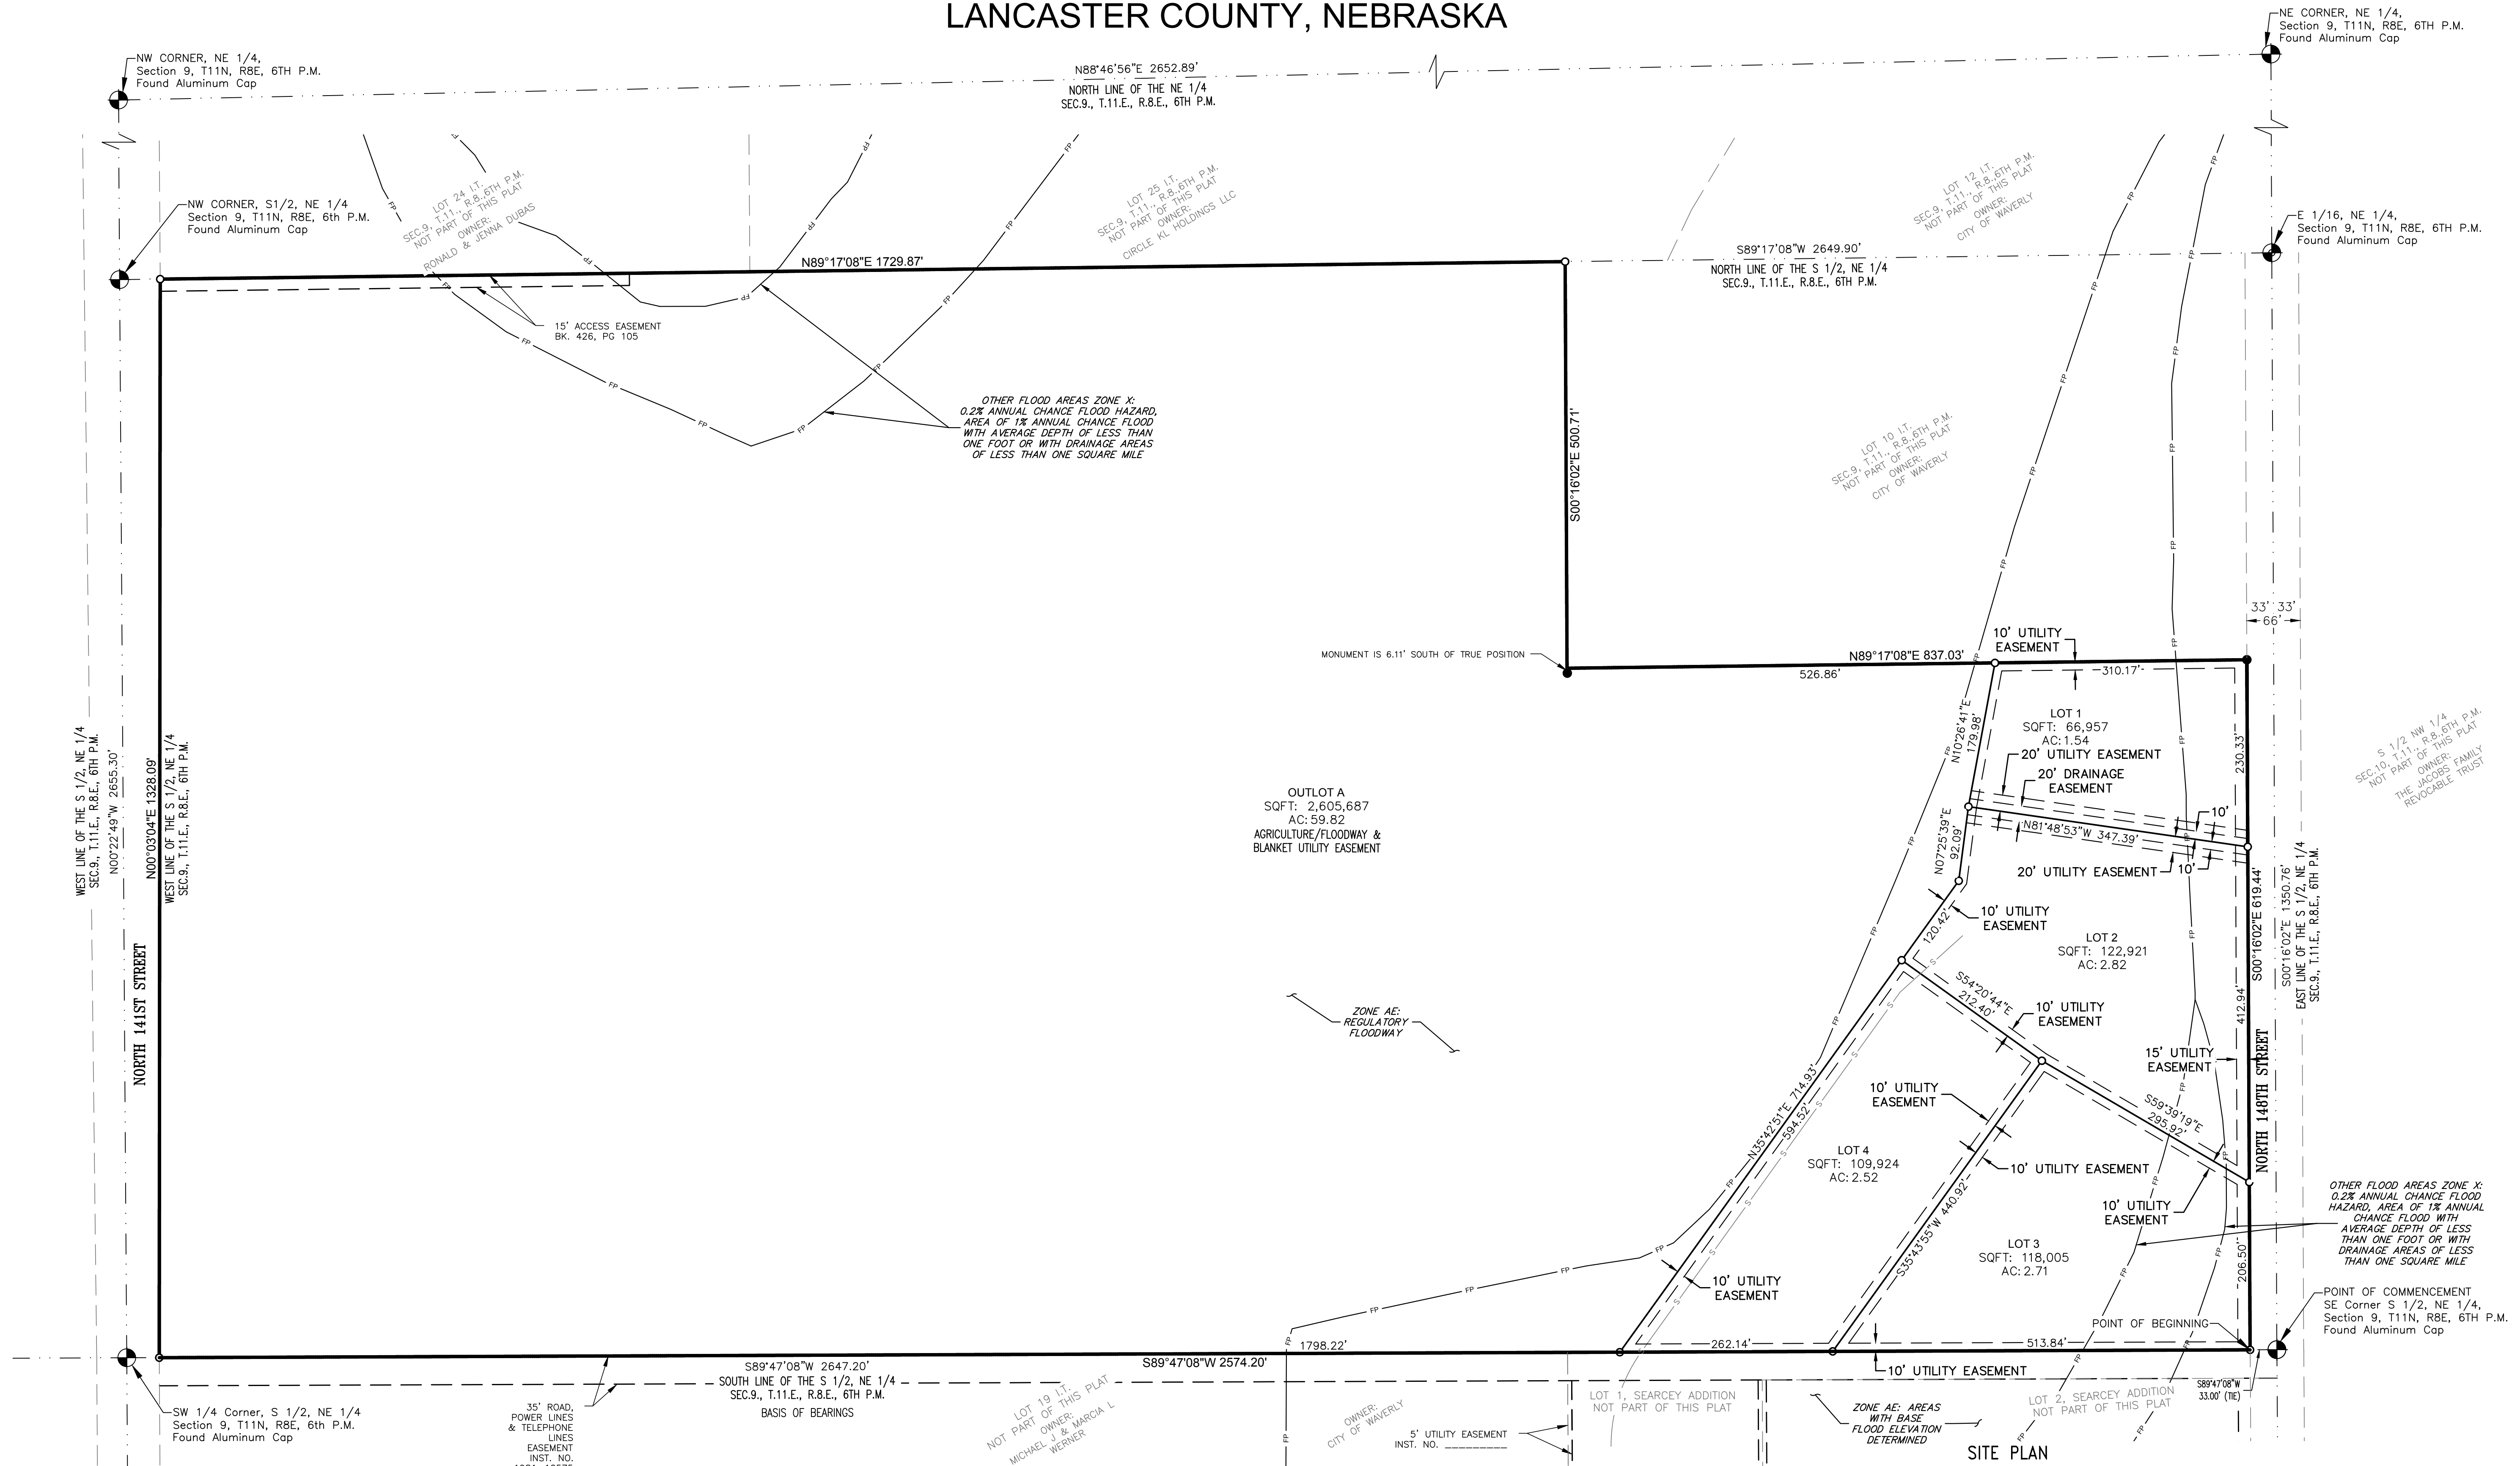 LANCASTER COUNTY, NEBRASKA
NW CORNER, NE 1/4,
Section 9, T11N, R8E, 6TH P.M.
Found Aluminum Cap
N88°46'56"E 2652.89'
NORTH LINE OF THE NE 1/4
SEC.9., T.11.E., R.8.E., 6TH P.M.
NE CORNER, NE 1/4,
Section 9, T11N, R8E, 6TH P.M.
Found Aluminum Cap
NW CORNER, S1/2, NE 1/4
Section 9, T11N, R8E, 6th P.M.
Found Aluminum Cap
LOT 24 I.T.
SEC.9, T.11., R.8.,6TH P.M.
NOT PART OF THIS PLAT
OWNER:
RONALD & JENNA DUBAS
LOT 25 I.T.
SEC.9, T.11., R.8.,6TH P.M.
NOT PART OF THIS PLAT
OWNER:
CIRCLE KL HOLDINGS LLC
LOT 12 I.T.
SEC.9, T.11., R.8.,6TH P.M.
NOT PART OF THIS PLAT
OWNER:
CITY OF WAVERLY
E 1/16, NE 1/4,
Section 9, T11N, R8E, 6TH P.M.
Found Aluminum Cap
N89°17'08"E 1729.87'
S89°17'08"W 2649.90'
NORTH LINE OF THE S 1/2, NE 1/4
SEC.9., T.11.E., R.8.E., 6TH P.M.
15' ACCESS EASEMENT
BK. 426, PG 105
OTHER FLOOD AREAS ZONE X:
0.2% ANNUAL CHANCE FLOOD HAZARD,
AREA OF 1% ANNUAL CHANCE FLOOD
WITH AVERAGE DEPTH OF LESS THAN
ONE FOOT OR WITH DRAINAGE AREAS
OF LESS THAN ONE SQUARE MILE
S00°16'02"E 500.71'
LOT 10 I.T.
SEC.9, T.11., R.8.,6TH P.M.
NOT PART OF THIS PLAT
OWNER:
CITY OF WAVERLY
33' 33'
66'
MONUMENT IS 6.11' SOUTH OF TRUE POSITION
N89°17'08"E 837.03'
526.86'
10' UTILITY
EASEMENT
310.17'
LOT 1
SQFT: 66,957
AC: 1.54
N10°26'41"E
179.98'
20' UTILITY EASEMENT
20' DRAINAGE
EASEMENT
230.33'
10'
N81°48'53"W 347.39'
20' UTILITY EASEMENT
10'
S 1/2 NW 1/4
SEC.10, T.11., R.8.,6TH P.M.
NOT PART OF THIS PLAT
OWNER:
THE JACOBS FAMILY
REVOCABLE TRUST
WEST LINE OF THE S 1/2, NE 1/4
SEC.9., T.11.E., R.8.E., 6TH P.M.
N00°22'49"W 2655.30'
N00°03'04"E 1328.09'
WEST LINE OF THE S 1/2, NE 1/4
SEC.9., T.11.E., R.8.E., 6TH P.M.
NORTH 141ST STREET
OUTLOT A
SQFT: 2,605,687
AC: 59.82
AGRICULTURE/FLOODWAY &
BLANKET UTILITY EASEMENT
N07°25'39"E
92.09'
10' UTILITY
EASEMENT
120.42'
LOT 2
SQFT: 122,921
AC: 2.82
S00°16'02"E 619.44'
S00°16'02"E 1350.76'
EAST LINE OF THE S 1/2, NE 1/4
SEC.9., T.11.E., R.8.E., 6TH P.M.
412.94'
NORTH 148TH STREET
ZONE AE:
REGULATORY
FLOODWAY
S54°20'44"E
212.40'
10' UTILITY
EASEMENT
15' UTILITY
EASEMENT
10' UTILITY
EASEMENT
S59°39'19"E
295.92'
N35°42'51"E 714.93'
594.52'
LOT 4
SQFT: 109,924
AC: 2.52
10' UTILITY EASEMENT
S35°43'55"W 440.92'
10' UTILITY
EASEMENT
LOT 3
SQFT: 118,005
AC: 2.71
206.50'
OTHER FLOOD AREAS ZONE X:
0.2% ANNUAL CHANCE FLOOD
HAZARD, AREA OF 1% ANNUAL
CHANCE FLOOD WITH
AVERAGE DEPTH OF LESS
THAN ONE FOOT OR WITH
DRAINAGE AREAS OF LESS
THAN ONE SQUARE MILE
10' UTILITY
EASEMENT
POINT OF BEGINNING
POINT OF COMMENCEMENT
SE Corner S 1/2, NE 1/4,
Section 9, T11N, R8E, 6TH P.M.
Found Aluminum Cap
1798.22'
262.14'
513.84'
S89°47'08"W 2647.20'
S89°47'08"W 2574.20'
SOUTH LINE OF THE S 1/2, NE 1/4
SEC.9., T.11.E., R.8.E., 6TH P.M.
BASIS OF BEARINGS
10' UTILITY EASEMENT
S89°47'08"W
33.00' (TIE)
SW 1/4 Corner, S 1/2, NE 1/4
Section 9, T11N, R8E, 6th P.M.
Found Aluminum Cap
35' ROAD,
POWER LINES
& TELEPHONE
LINES
EASEMENT
INST. NO.
LOT 19 I.T.
NOT PART OF THIS PLAT
OWNER:
MICHAEL J & MARCIA L
WERNER
OWNER:
CITY OF WAVERLY
5' UTILITY EASEMENT
INST. NO. _________
LOT 1, SEARCEY ADDITION
NOT PART OF THIS PLAT
ZONE AE: AREAS
WITH BASE
FLOOD ELEVATION
DETERMINED
LOT 2, SEARCEY ADDITION
NOT PART OF THIS PLAT
SITE PLAN